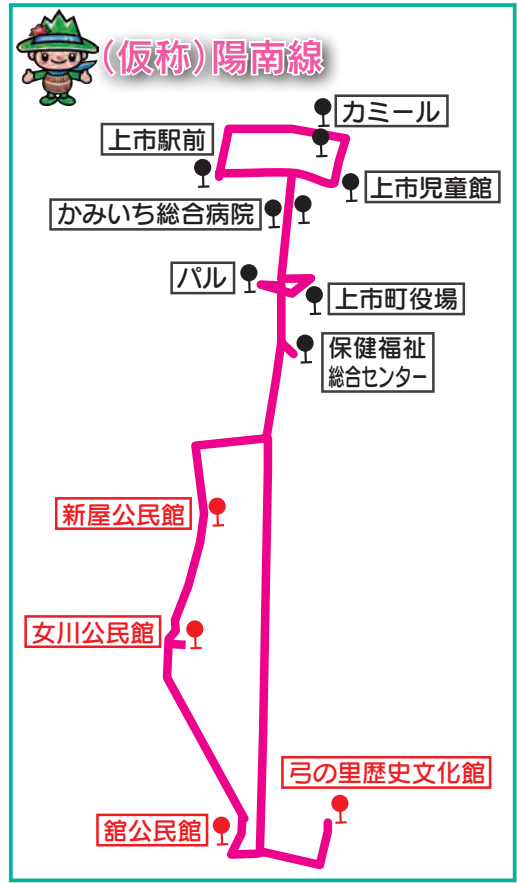 (仮称)陽南線
カミール
上市駅前
上市児童館
かみいち総合病院
パル
上市町役場
保健福祉
総合センター
新屋公民館
女川公民館
弓の里歴史文化館
舘公民館